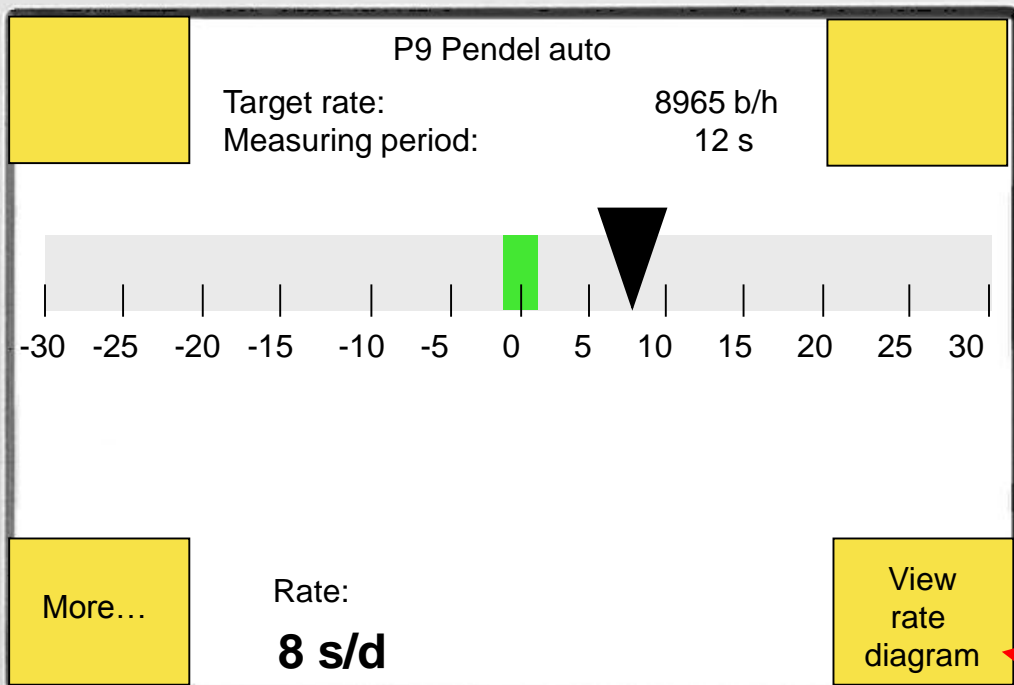 P9 Pendel auto
Target rate: 8965 b/h
Measuring period: 12 s
-30 -25 -20 -15 -10 -5 0 5 10 15 20 25 30
More…
Rate:
8 s/d
View
rate
diagram